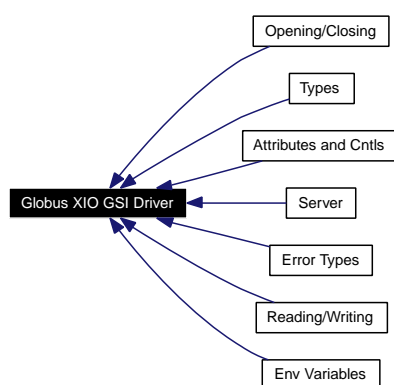 Opening/Closing
Types
Attributes and Cntls
Globus XIO GSI Driver
Server
Error Types
Reading/Writing
Env Variables